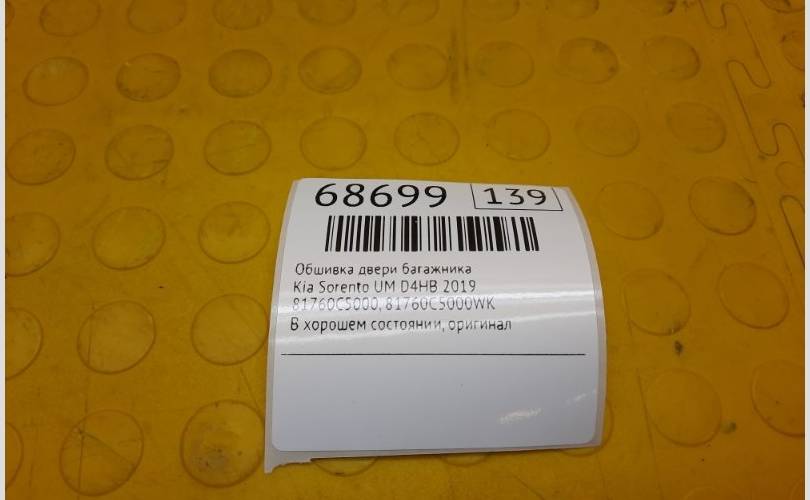 68699 139
Обшивка двери багажника
Kia Sorento UM D4HB 2019
81760C5000, 81760C5000WK
В хорошем состоянии, оригинал